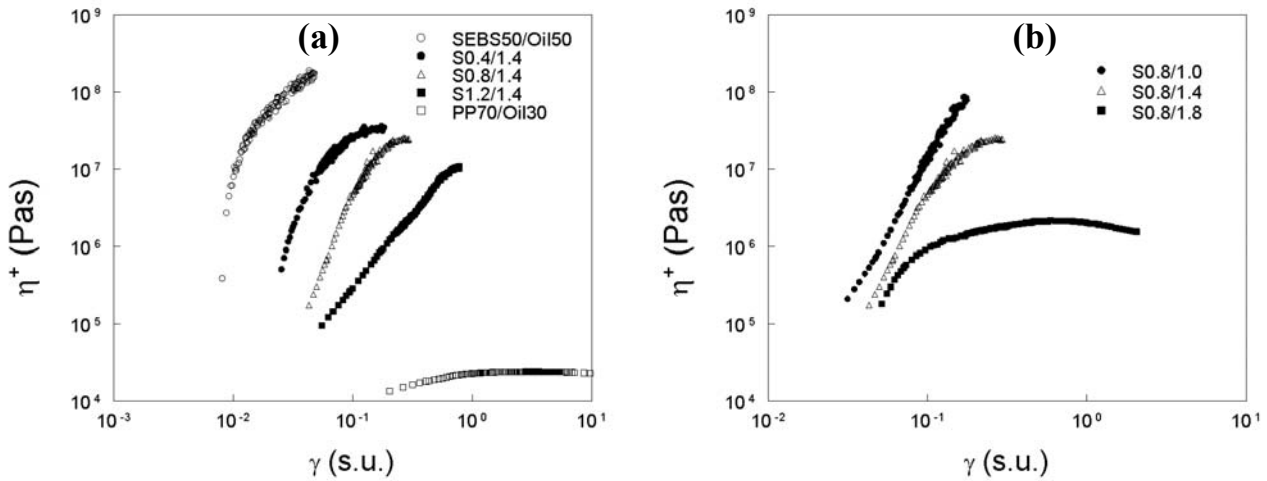 (a)
η⁺ (Pas)
10⁹
10⁸
10⁷
10⁶
10⁵
10⁴
SEBS50/Oil50
S0.4/1.4
S0.8/1.4
S1.2/1.4
PP70/Oil30
10⁻³ 10⁻² 10⁻¹ 10⁰ 10¹
γ (s.u.)
(b)
η⁺ (Pas)
10⁹
10⁸
10⁷
10⁶
10⁵
10⁴
S0.8/1.0
S0.8/1.4
S0.8/1.8
10⁻² 10⁻¹ 10⁰ 10¹
γ (s.u.)